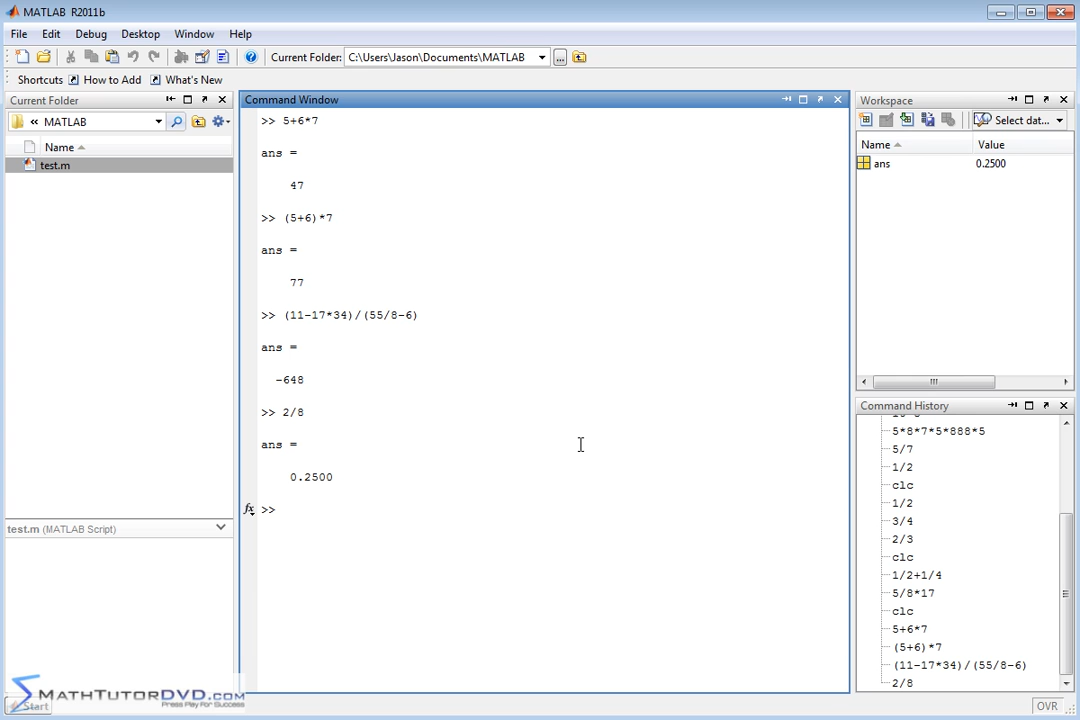 MATLAB R2011b
File Edit Debug Desktop Window Help
Current Folder: C:\Users\Jason\Documents\MATLAB ...
Shortcuts How to Add What's New
Current Folder
« MATLAB
Name
test.m
test.m (MATLAB Script)
Command Window
>> 5+6*7
ans =
47
>> (5+6)*7
ans =
77
>> (11-17*34)/(55/8-6)
ans =
-648
>> 2/8
ans =
0.2500
fx >>
Workspace
Select dat...
Name Value
ans 0.2500
Command History
5*8*7*5*888*5
5/7
1/2
clc
1/2
3/4
2/3
clc
1/2+1/4
5/8*17
clc
5+6*7
(5+6)*7
(11-17*34)/(55/8-6)
2/8
MATHTUTORDVD.COM
Press Play For Success
Start
OVR